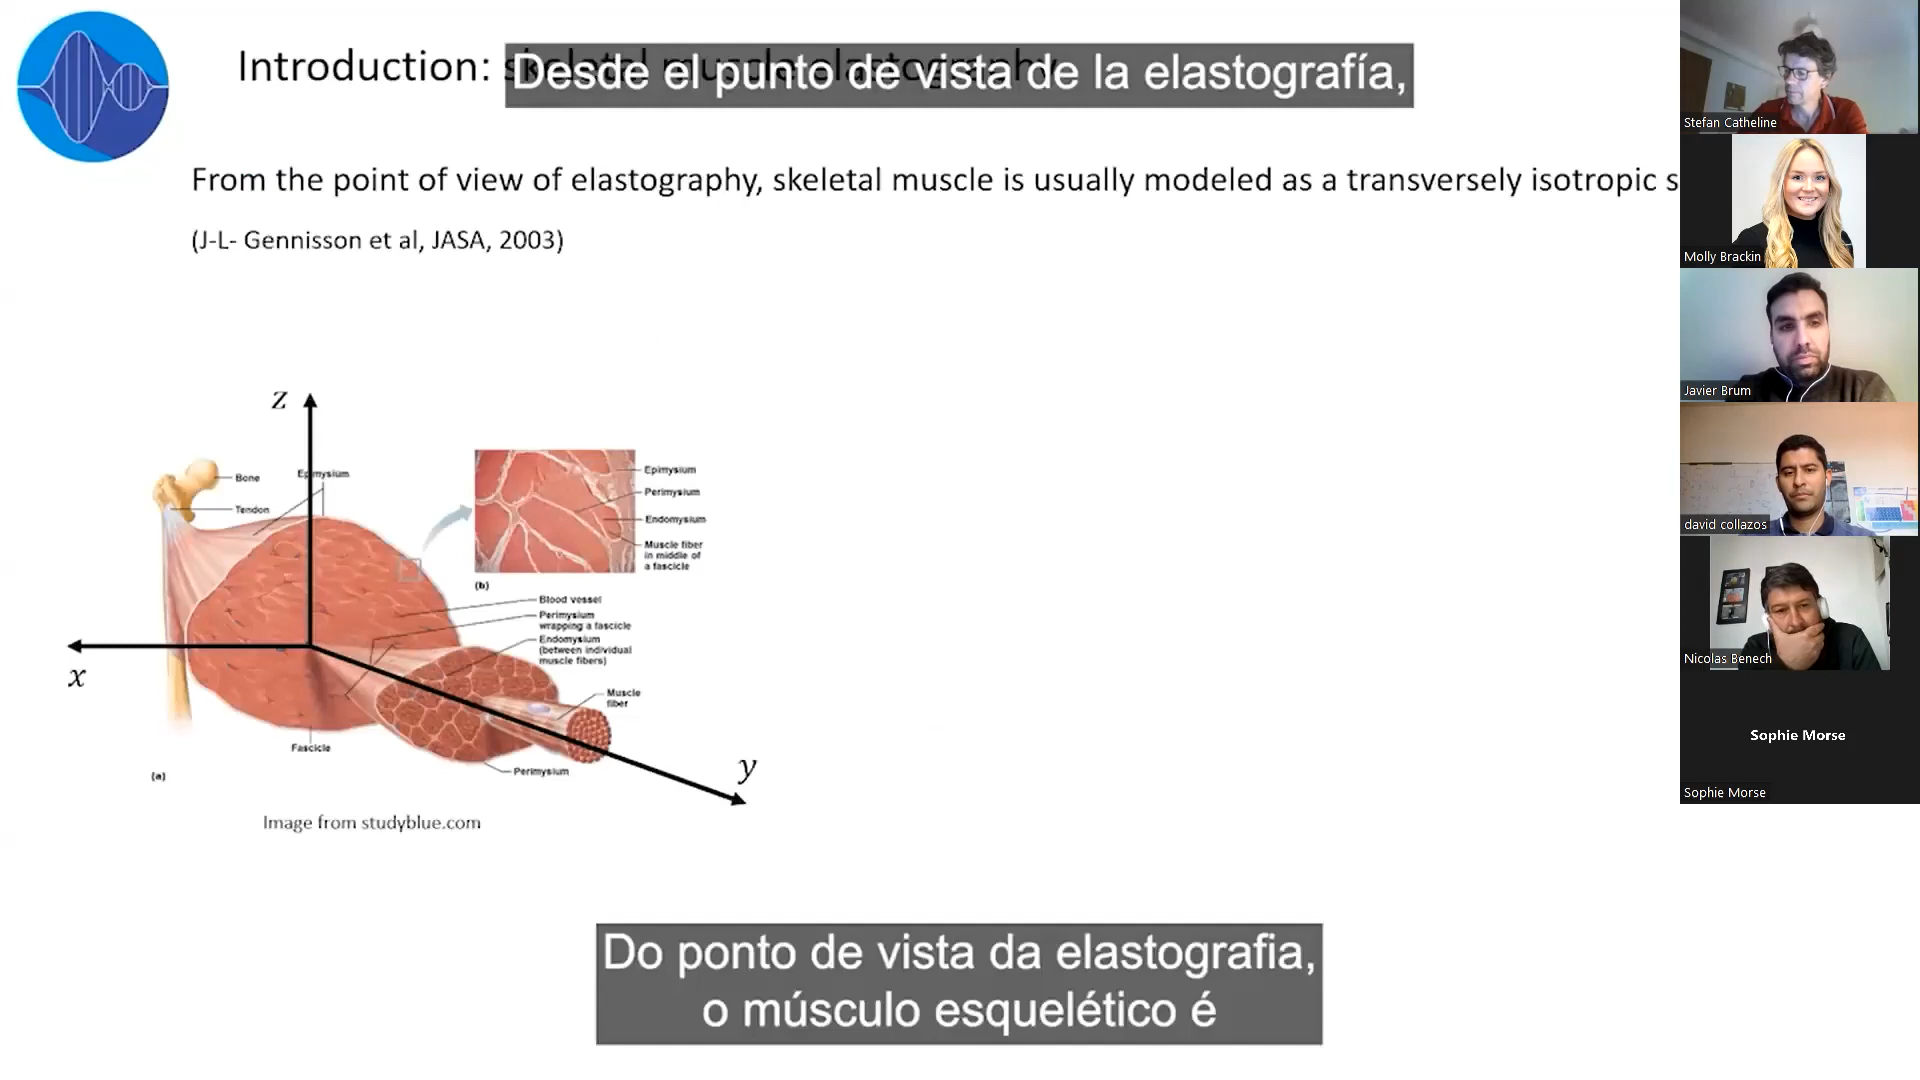 Introduction: skeletal muscle elastography
Desde el punto de vista de la elastografía,
From the point of view of elastography, skeletal muscle is usually modeled as a transversely isotropic s
(J-L- Gennisson et al, JASA, 2003)
z
Bone
Epimysium
Tendon
Epimysium
Perimysium
Endomysium
Muscle fiber
in middle of
a fascicle
(b)
Blood vessel
Perimysium
wrapping a fascicle
Endomysium
(between individual
muscle fibers)
x
Muscle
fiber
Fascicle
y
Perimysium
(a)
Image from studyblue.com
Do ponto de vista da elastografia,
o músculo esquelético é
Stefan Catheline
Molly Brackin
Javier Brum
david collazos
Nicolas Benech
Sophie Morse
Sophie Morse